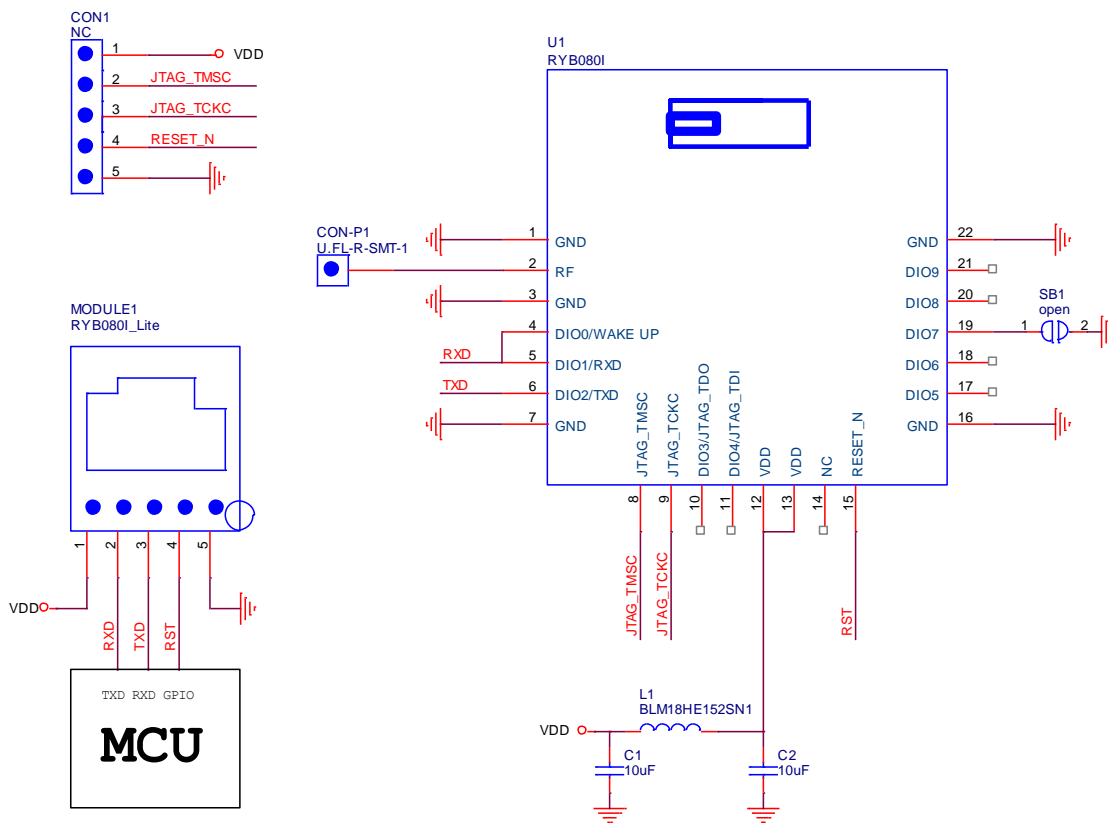 CON1
NC
1
VDD
2
JTAG_TMSC
3
JTAG_TCKC
4
RESET_N
5
U1
RYB080I
CON-P1
U.FL-R-SMT-1
1
GND
2
RF
3
GND
4
DIO0/WAKE UP
RXD
5
DIO1/RXD
TXD
6
DIO2/TXD
7
GND
GND
22
DIO9
21
DIO8
20
SB1
open
DIO7
19
1
2
DIO6
18
DIO5
17
GND
16
JTAG_TMSC
JTAG_TCKC
DIO3/JTAG_TDO
DIO4/JTAG_TDI
VDD
VDD
NC
RESET_N
8
9
10
11
12
13
14
15
JTAG_TMSC
JTAG_TCKC
RST
MODULE1
RYB080I_Lite
1
2
3
4
5
VDD
RXD
TXD
RST
TXD RXD GPIO
MCU
L1
BLM18HE152SN1
VDD
C1
10uF
C2
10uF